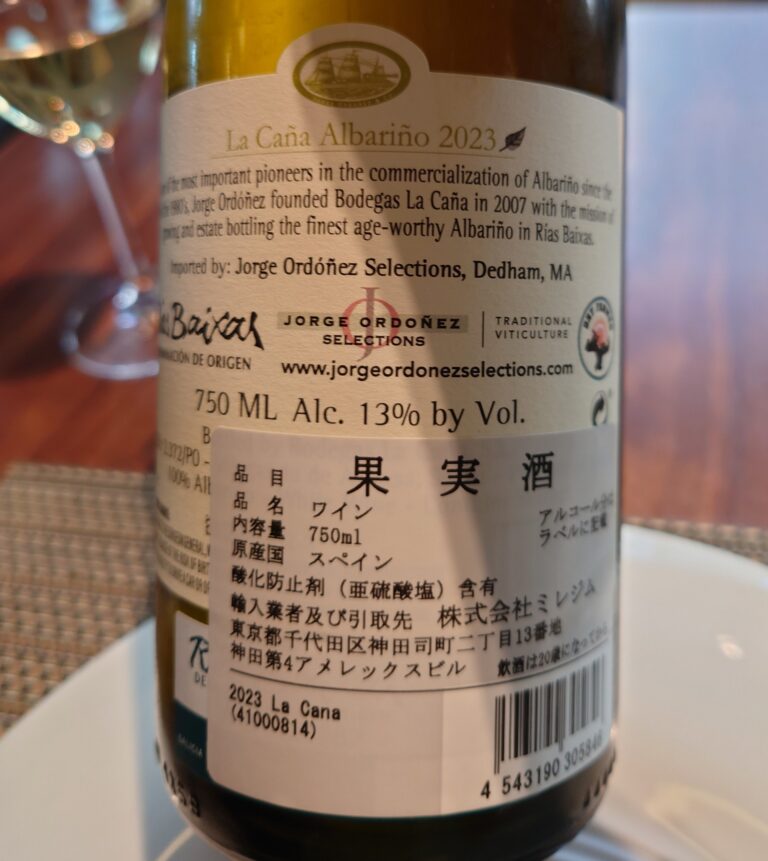 La Caña Albariño 2023
of the most important pioneers in the commercialization of Albariño since the
1980's, Jorge Ordóñez founded Bodegas La Caña in 2007 with the mission of
and estate bottling the finest age-worthy Albariño in Rías Baixas.
Imported by: Jorge Ordóñez Selections, Dedham, MA
Baixas
DE ORIGEN
JORGE ORDOÑEZ
SELECTIONS
TRADITIONAL
VITICULTURE
DRY FARMED
www.jorgeordonezselections.com
750 ML Alc. 13% by Vol.
品目 果実酒
品名 ワイン
アルコール分は
ラベルに記載
内容量 750ml
原産国 スペイン
酸化防止剤（亜硫酸塩）含有
輸入業者及び引取先 株式会社ミレジム
東京都千代田区神田司町二丁目13番地
神田第4アメレックスビル 飲酒は20歳になってから
2023 La Cana
(41000814)
4 543190 305846